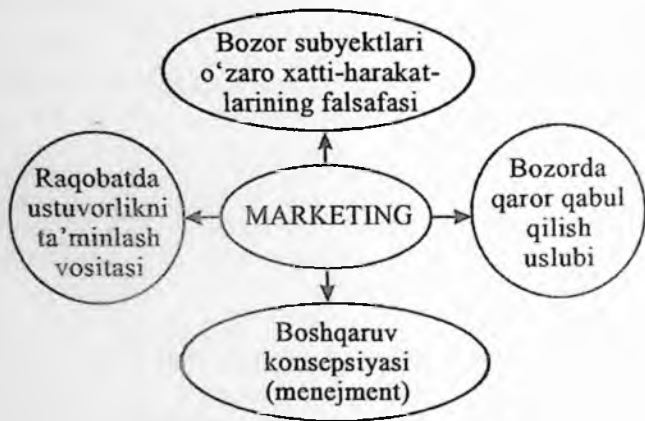 Bozor subyektlari
o‘zaro xatti-harakat-
larining falsafasi
Raqobatda
ustuvorlikni
ta’minlash
vositasi
MARKETING
Bozorda
qaror qabul
qilish
uslubi
Boshqaruv
konsepsiyasi
(menejment)